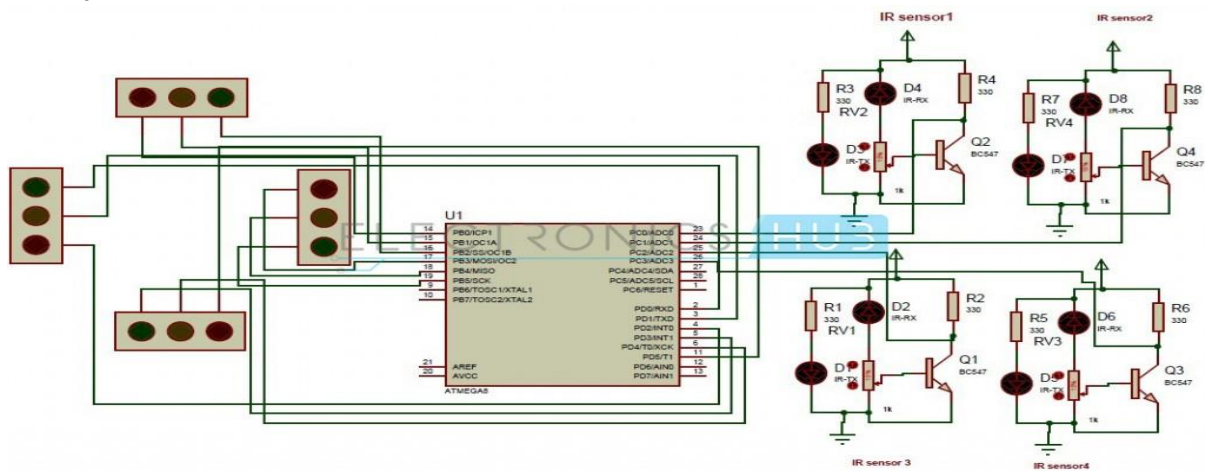 IR sensor1
IR sensor2
R3
330
RV2
D4
IR-RX
R4
330
D3
IR-TX
Q2
BC547
1k
R7
330
RV4
D8
IR-RX
R8
330
D7
IR-TX
Q4
BC547
1k
ELECTRONICS HUB
U1
14 PB0/ICP1
15 PB1/OC1A
16 PB2/SS/OC1B
17 PB3/MOSI/OC2
18 PB4/MISO
19 PB5/SCK
9 PB6/TOSC1/XTAL1
10 PB7/TOSC2/XTAL2
21 AREF
20 AVCC
PC0/ADC0 23
PC1/ADC1 24
PC2/ADC2 25
PC3/ADC3 26
PC4/ADC4/SDA 27
PC5/ADC5/SCL 28
PC6/RESET 1
PD0/RXD 2
PD1/TXD 3
PD2/INT0 4
PD3/INT1 5
PD4/T0/XCK 6
PD5/T1 11
PD6/AIN0 12
PD7/AIN1 13
ATMEGA8
R1
330
RV1
D2
IR-RX
R2
330
D1
IR-TX
Q1
BC547
1k
R5
330
RV3
D6
IR-RX
R6
330
D5
IR-TX
Q3
BC547
1k
IR sensor 3
IR sensor4